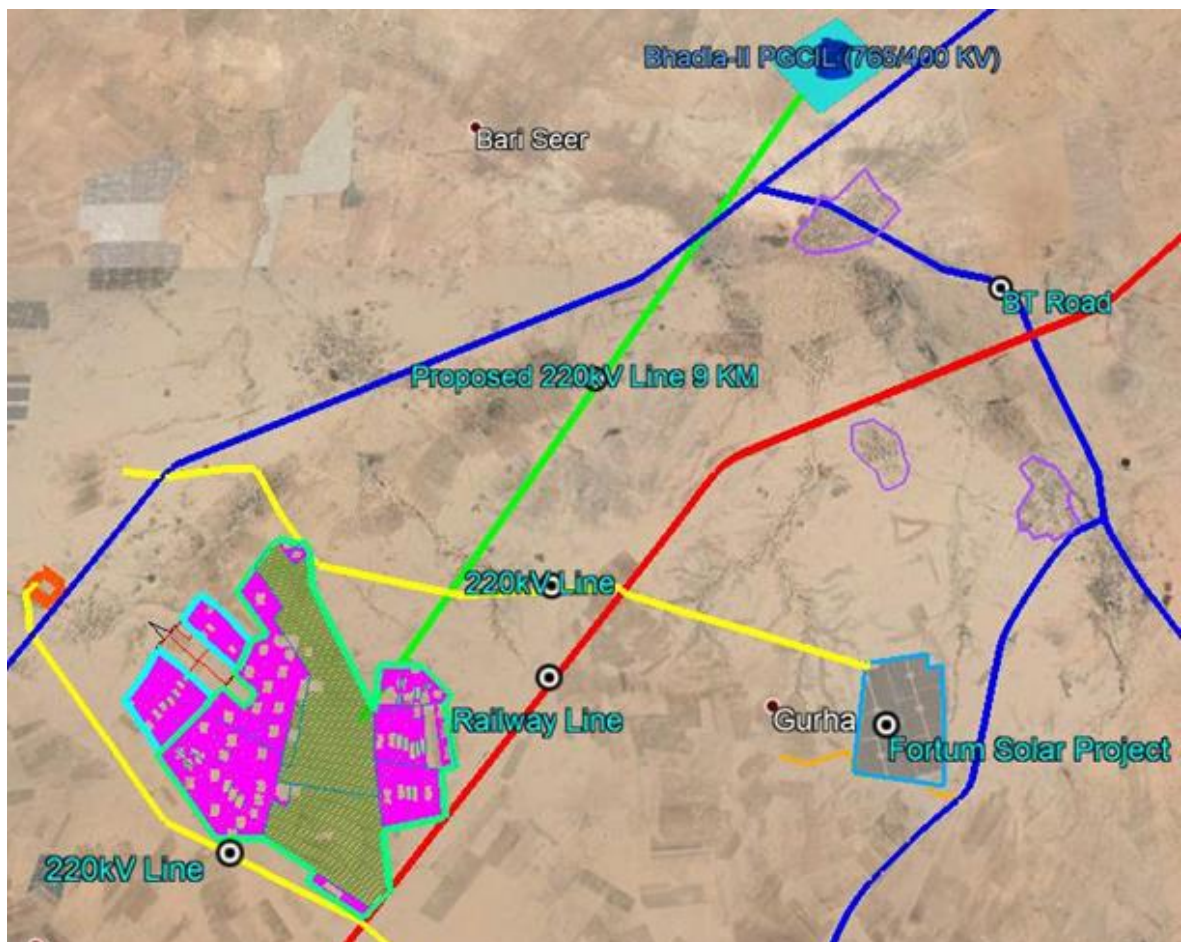 Bhadla-II PGCIL (765/400 KV)
Bari Seer
BT Road
Proposed 220kV Line 9 KM
220kV Line
Railway Line
Gurha
Fortum Solar Project
220kV Line